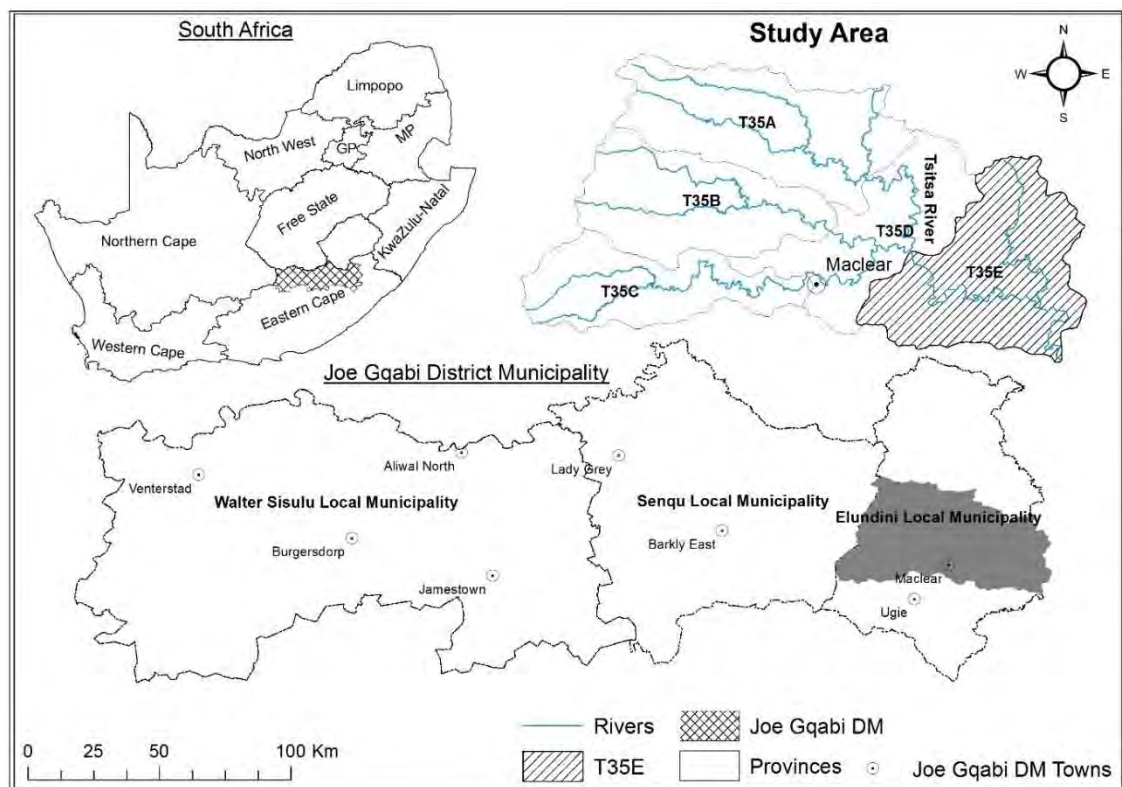 South Africa
Limpopo
North West
GP
MP
Free State
KwaZulu-Natal
Northern Cape
Eastern Cape
Western Cape
Study Area
N
W
E
S
T35A
T35B
T35C
T35D
T35E
Tsitsa River
Maclear
Joe Gqabi District Municipality
Aliwal North
Lady Grey
Venterstad
Walter Sisulu Local Municipality
Senqu Local Municipality
Elundini Local Municipality
Burgersdorp
Barkly East
Jamestown
Maclear
Ugie
Rivers
Joe Gqabi DM
T35E
Provinces
Joe Gqabi DM Towns
0 25 50 100 Km